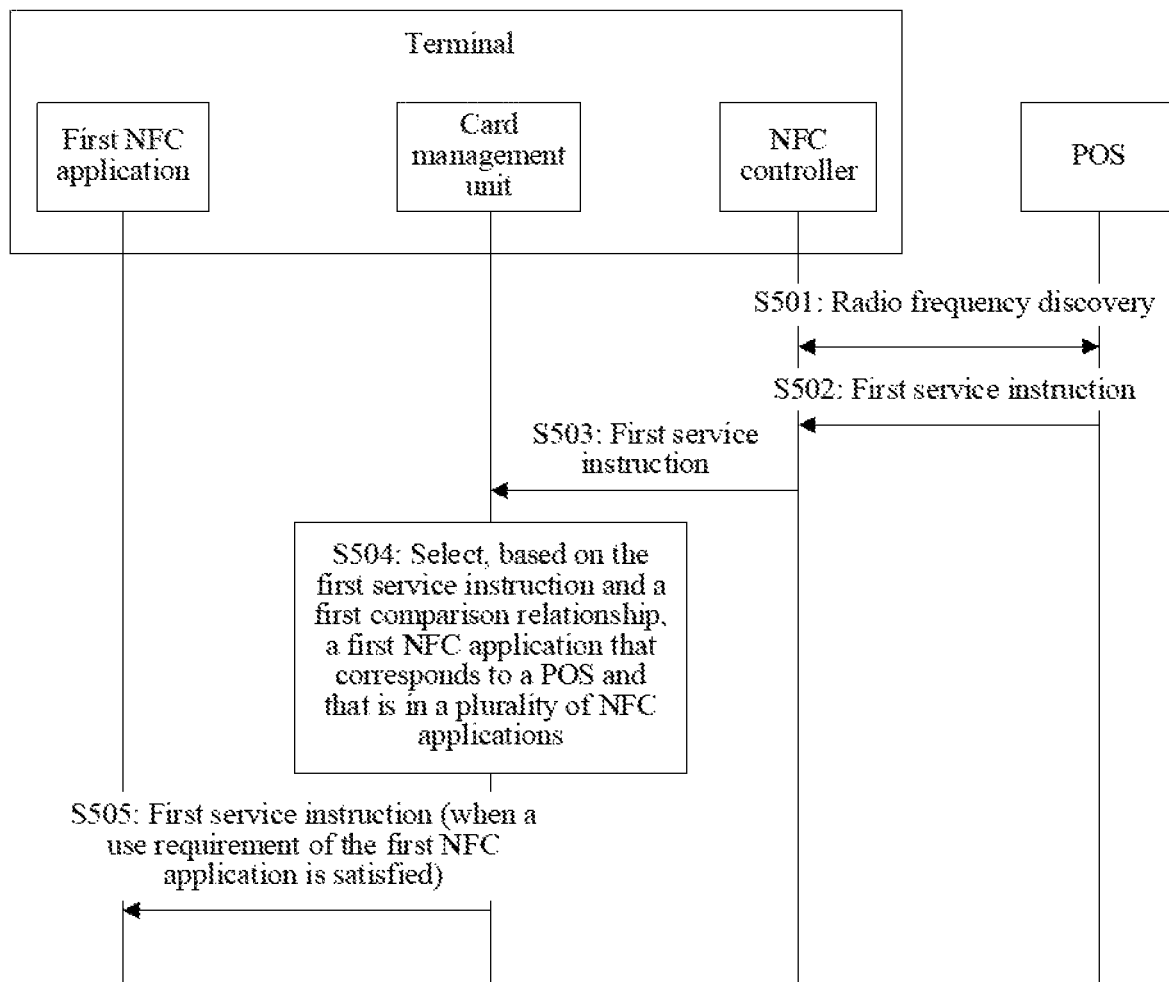 Terminal
First NFC
application
Card
management
unit
NFC
controller
POS
S501: Radio frequency discovery
S502: First service instruction
S503: First service
instruction
S504: Select, based on the
first service instruction and a
first comparison relationship,
a first NFC application that
corresponds to a POS and
that is in a plurality of NFC
applications
S505: First service instruction (when a
use requirement of the first NFC
application is satisfied)